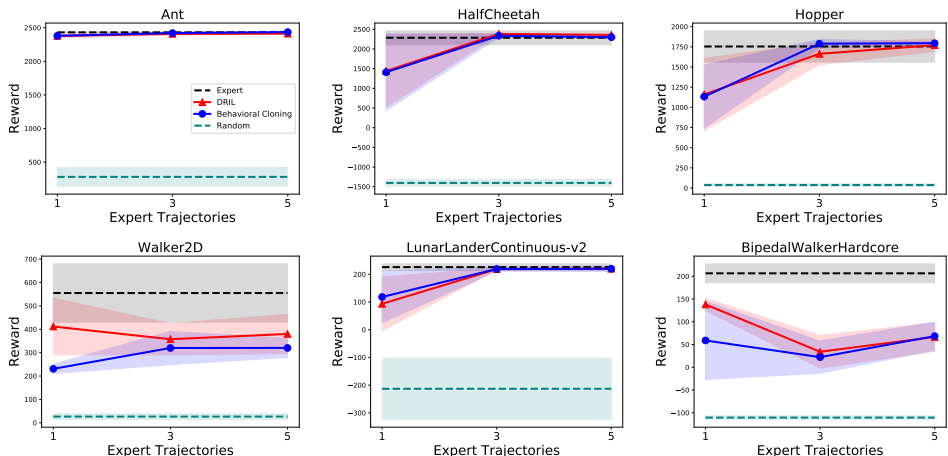 Ant
Reward
2500
2000
1500
1000
500
Expert
DRIL
Behavioral Cloning
Random
1
3
5
Expert Trajectories
HalfCheetah
Reward
2500
2000
1500
1000
500
0
−500
−1000
−1500
1
3
5
Expert Trajectories
Hopper
Reward
2000
1750
1500
1250
1000
750
500
250
0
1
3
5
Expert Trajectories
Walker2D
Reward
700
600
500
400
300
200
100
0
1
3
5
Expert Trajectories
LunarLanderContinuous-v2
Reward
200
100
0
−100
−200
−300
1
3
5
Expert Trajectories
BipedalWalkerHardcore
Reward
200
150
100
50
0
−50
−100
1
3
5
Expert Trajectories